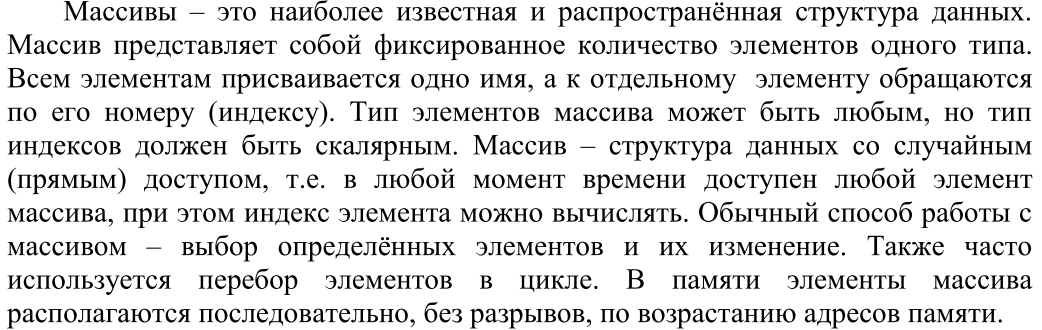 Массивы – это наиболее известная и распространённая структура данных.
Массив представляет собой фиксированное количество элементов одного типа.
Всем элементам присваивается одно имя, а к отдельному элементу обращаются
по его номеру (индексу). Тип элементов массива может быть любым, но тип
индексов должен быть скалярным. Массив – структура данных со случайным
(прямым) доступом, т.е. в любой момент времени доступен любой элемент
массива, при этом индекс элемента можно вычислять. Обычный способ работы с
массивом – выбор определённых элементов и их изменение. Также часто
используется перебор элементов в цикле. В памяти элементы массива
располагаются последовательно, без разрывов, по возрастанию адресов памяти.